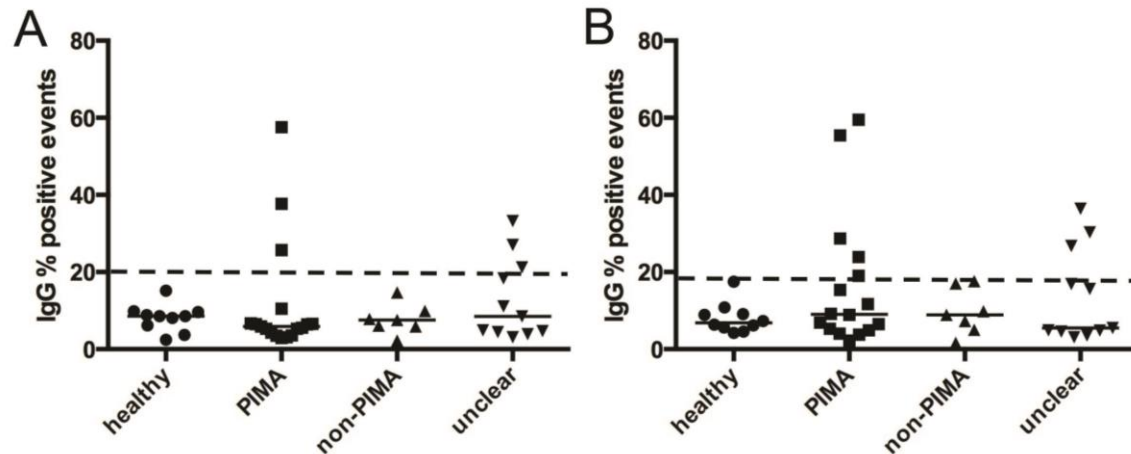 A
IgG % positive events
80
60
40
20
0
healthy
PIMA
non-PIMA
unclear
B
IgG % positive events
80
60
40
20
0
healthy
PIMA
non-PIMA
unclear